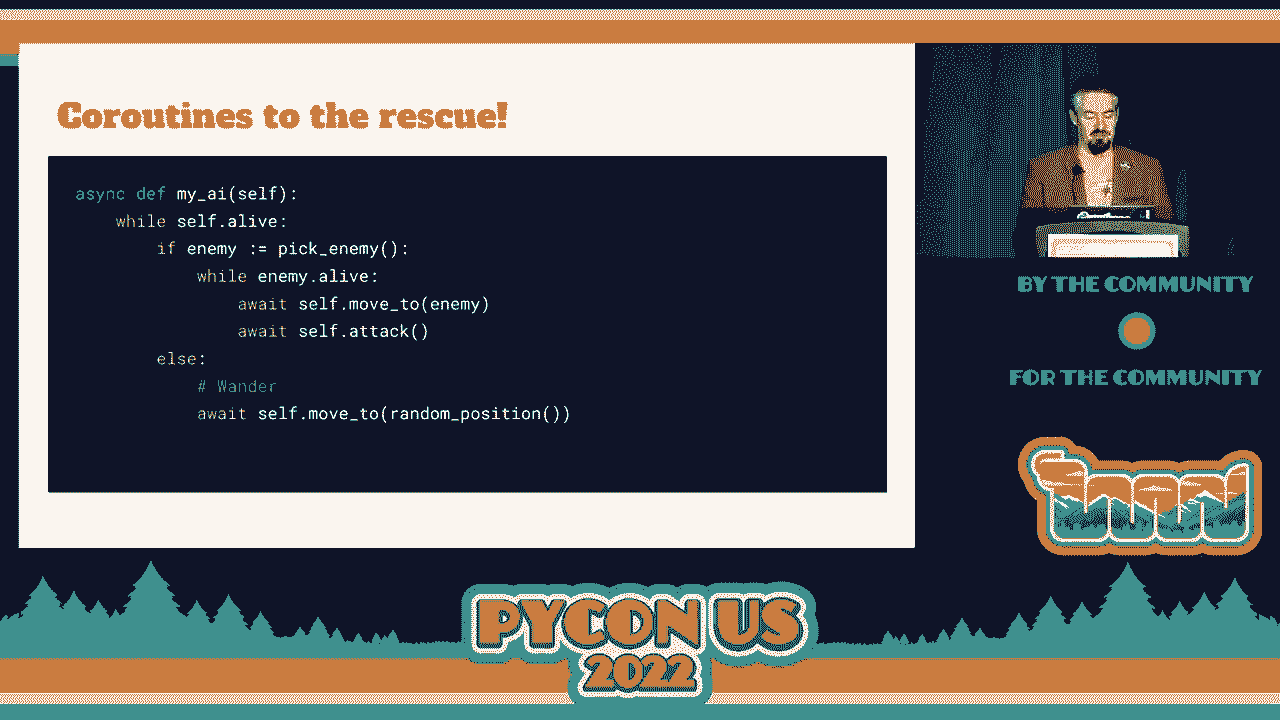 Coroutines to the rescue!
async def my_ai(self):
while self.alive:
if enemy := pick_enemy():
while enemy.alive:
await self.move_to(enemy)
await self.attack()
else:
# Wander
await self.move_to(random_position())
BY THE COMMUNITY
FOR THE COMMUNITY
PYCON US
2022